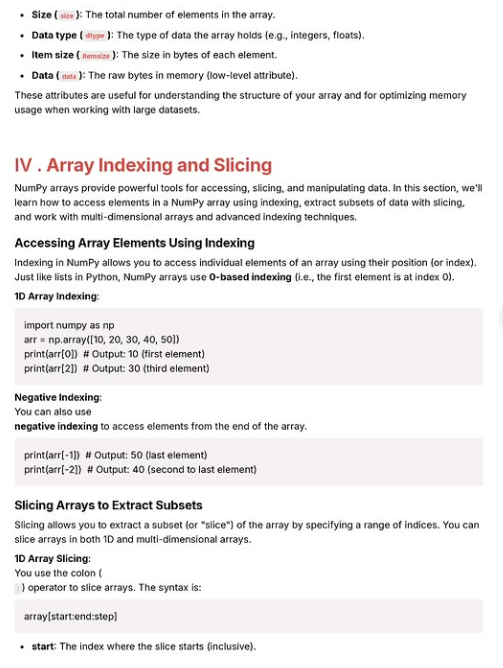 • Size ( size ): The total number of elements in the array.
• Data type ( dtype ): The type of data the array holds (e.g., integers, floats).
• Item size ( itemsize ): The size in bytes of each element.
• Data ( data ): The raw bytes in memory (low-level attribute).
These attributes are useful for understanding the structure of your array and for optimizing memory
usage when working with large datasets.
IV . Array Indexing and Slicing
NumPy arrays provide powerful tools for accessing, slicing, and manipulating data. In this section, we'll
learn how to access elements in a NumPy array using indexing, extract subsets of data with slicing,
and work with multi-dimensional arrays and advanced indexing techniques.
Accessing Array Elements Using Indexing
Indexing in NumPy allows you to access individual elements of an array using their position (or index).
Just like lists in Python, NumPy arrays use 0-based indexing (i.e., the first element is at index 0).
1D Array Indexing:
import numpy as np
arr = np.array([10, 20, 30, 40, 50])
print(arr[0]) # Output: 10 (first element)
print(arr[2]) # Output: 30 (third element)
Negative Indexing:
You can also use
negative indexing to access elements from the end of the array.
print(arr[-1]) # Output: 50 (last element)
print(arr[-2]) # Output: 40 (second to last element)
Slicing Arrays to Extract Subsets
Slicing allows you to extract a subset (or "slice") of the array by specifying a range of indices. You can
slice arrays in both 1D and multi-dimensional arrays.
1D Array Slicing:
You use the colon (
: ) operator to slice arrays. The syntax is:
array[start:end:step]
• start: The index where the slice starts (inclusive).